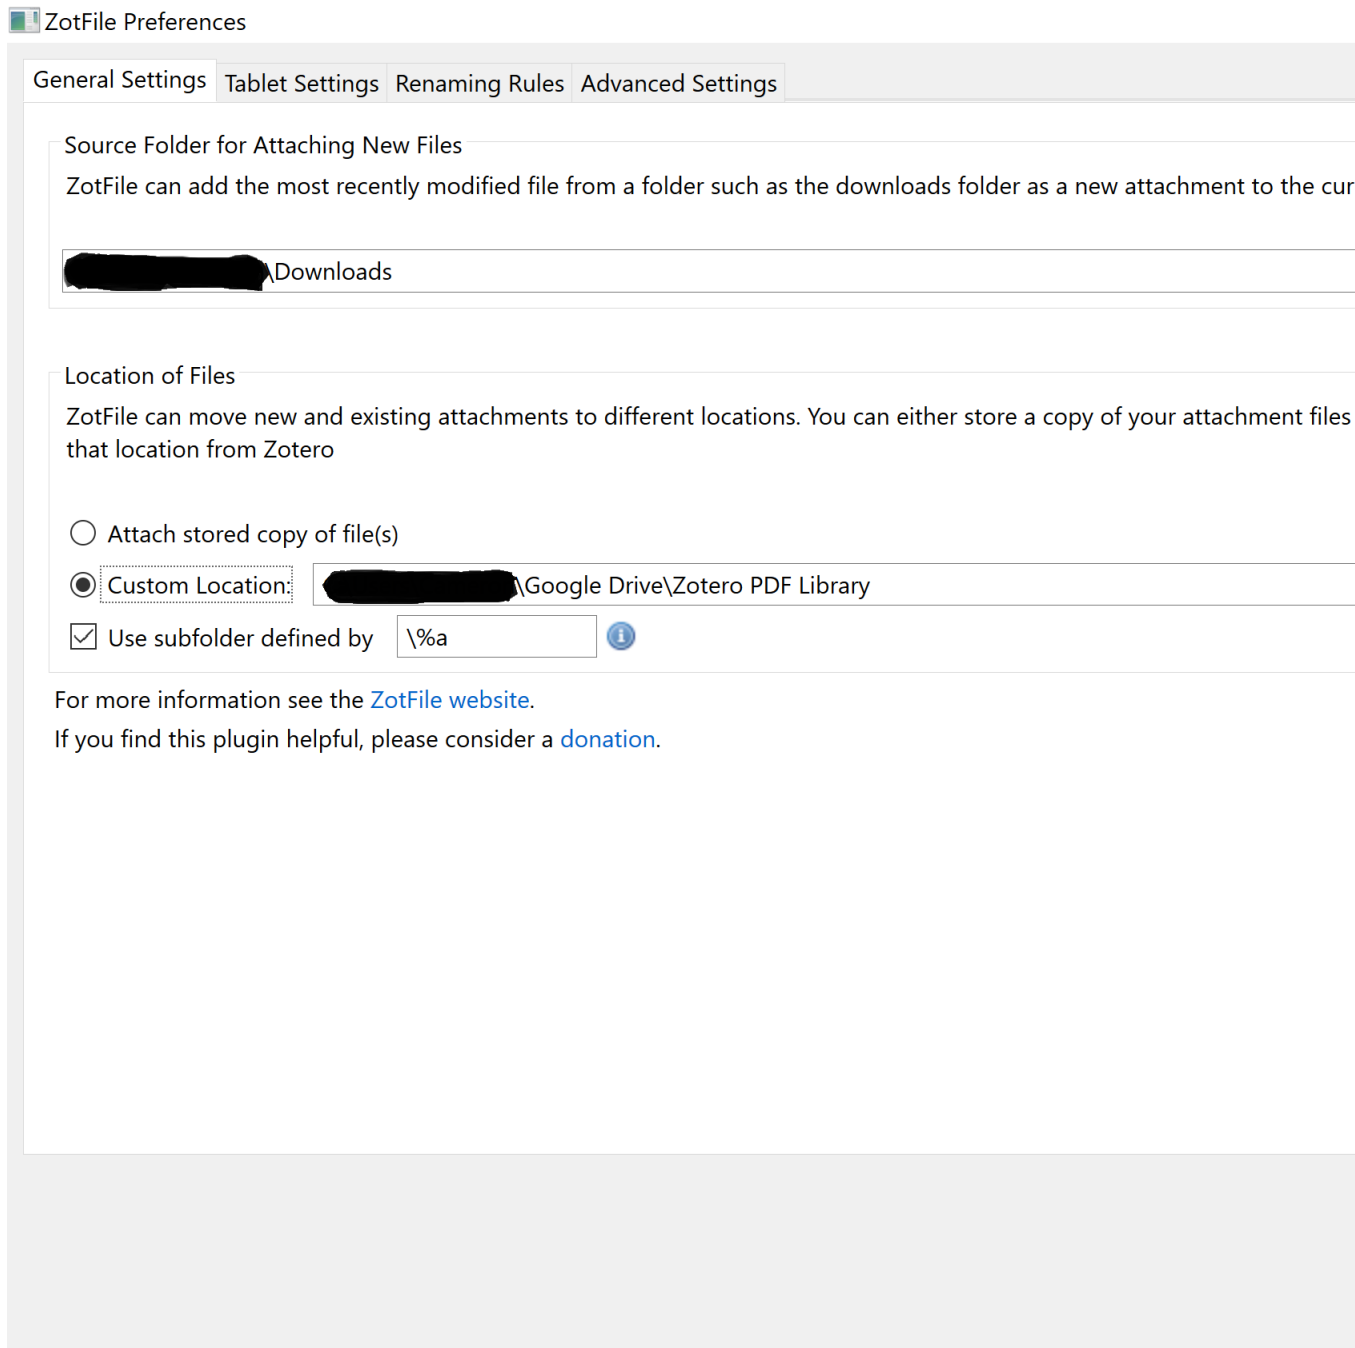 ZotFile Preferences
General Settings Tablet Settings Renaming Rules Advanced Settings
Source Folder for Attaching New Files
ZotFile can add the most recently modified file from a folder such as the downloads folder as a new attachment to the cur
\Downloads
Location of Files
ZotFile can move new and existing attachments to different locations. You can either store a copy of your attachment files
that location from Zotero
Attach stored copy of file(s)
Custom Location: \Google Drive\Zotero PDF Library
Use subfolder defined by \%a
For more information see the ZotFile website.
If you find this plugin helpful, please consider a donation.